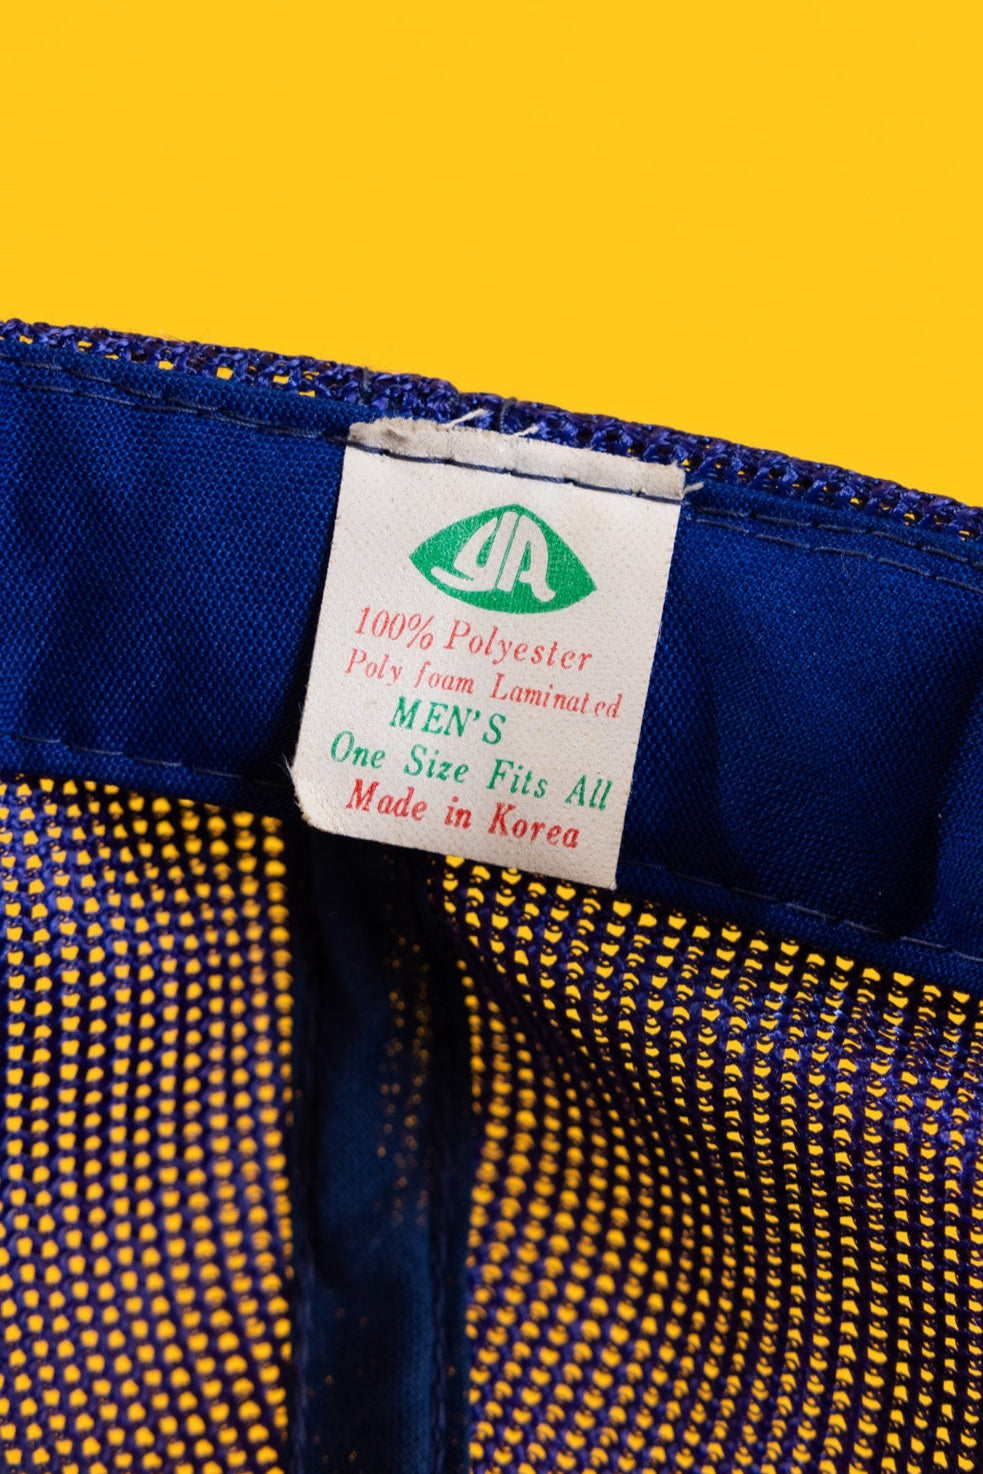 YA
100% Polyester
Poly foam Laminated
MEN'S
One Size Fits All
Made in Korea